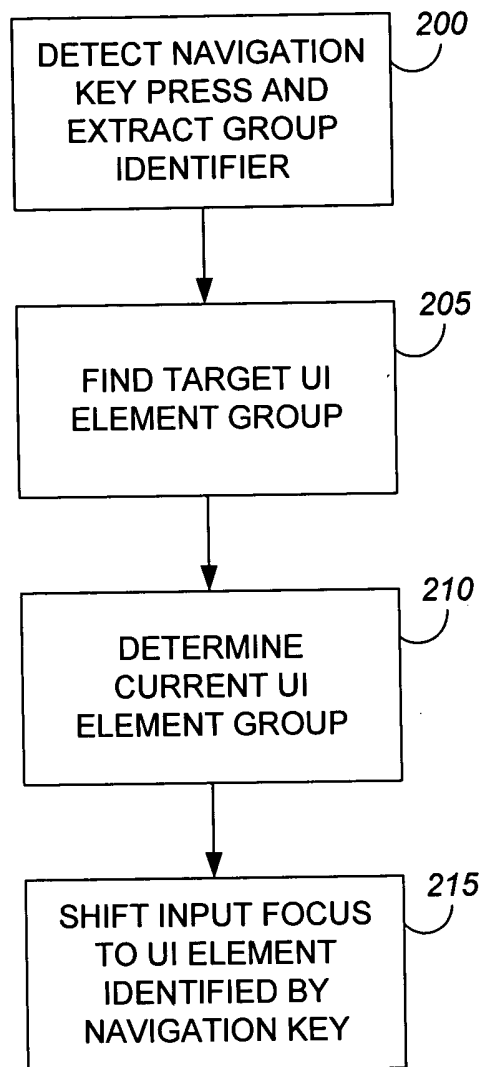 200
DETECT NAVIGATION
KEY PRESS AND
EXTRACT GROUP
IDENTIFIER
205
FIND TARGET UI
ELEMENT GROUP
210
DETERMINE
CURRENT UI
ELEMENT GROUP
215
SHIFT INPUT FOCUS
TO UI ELEMENT
IDENTIFIED BY
NAVIGATION KEY